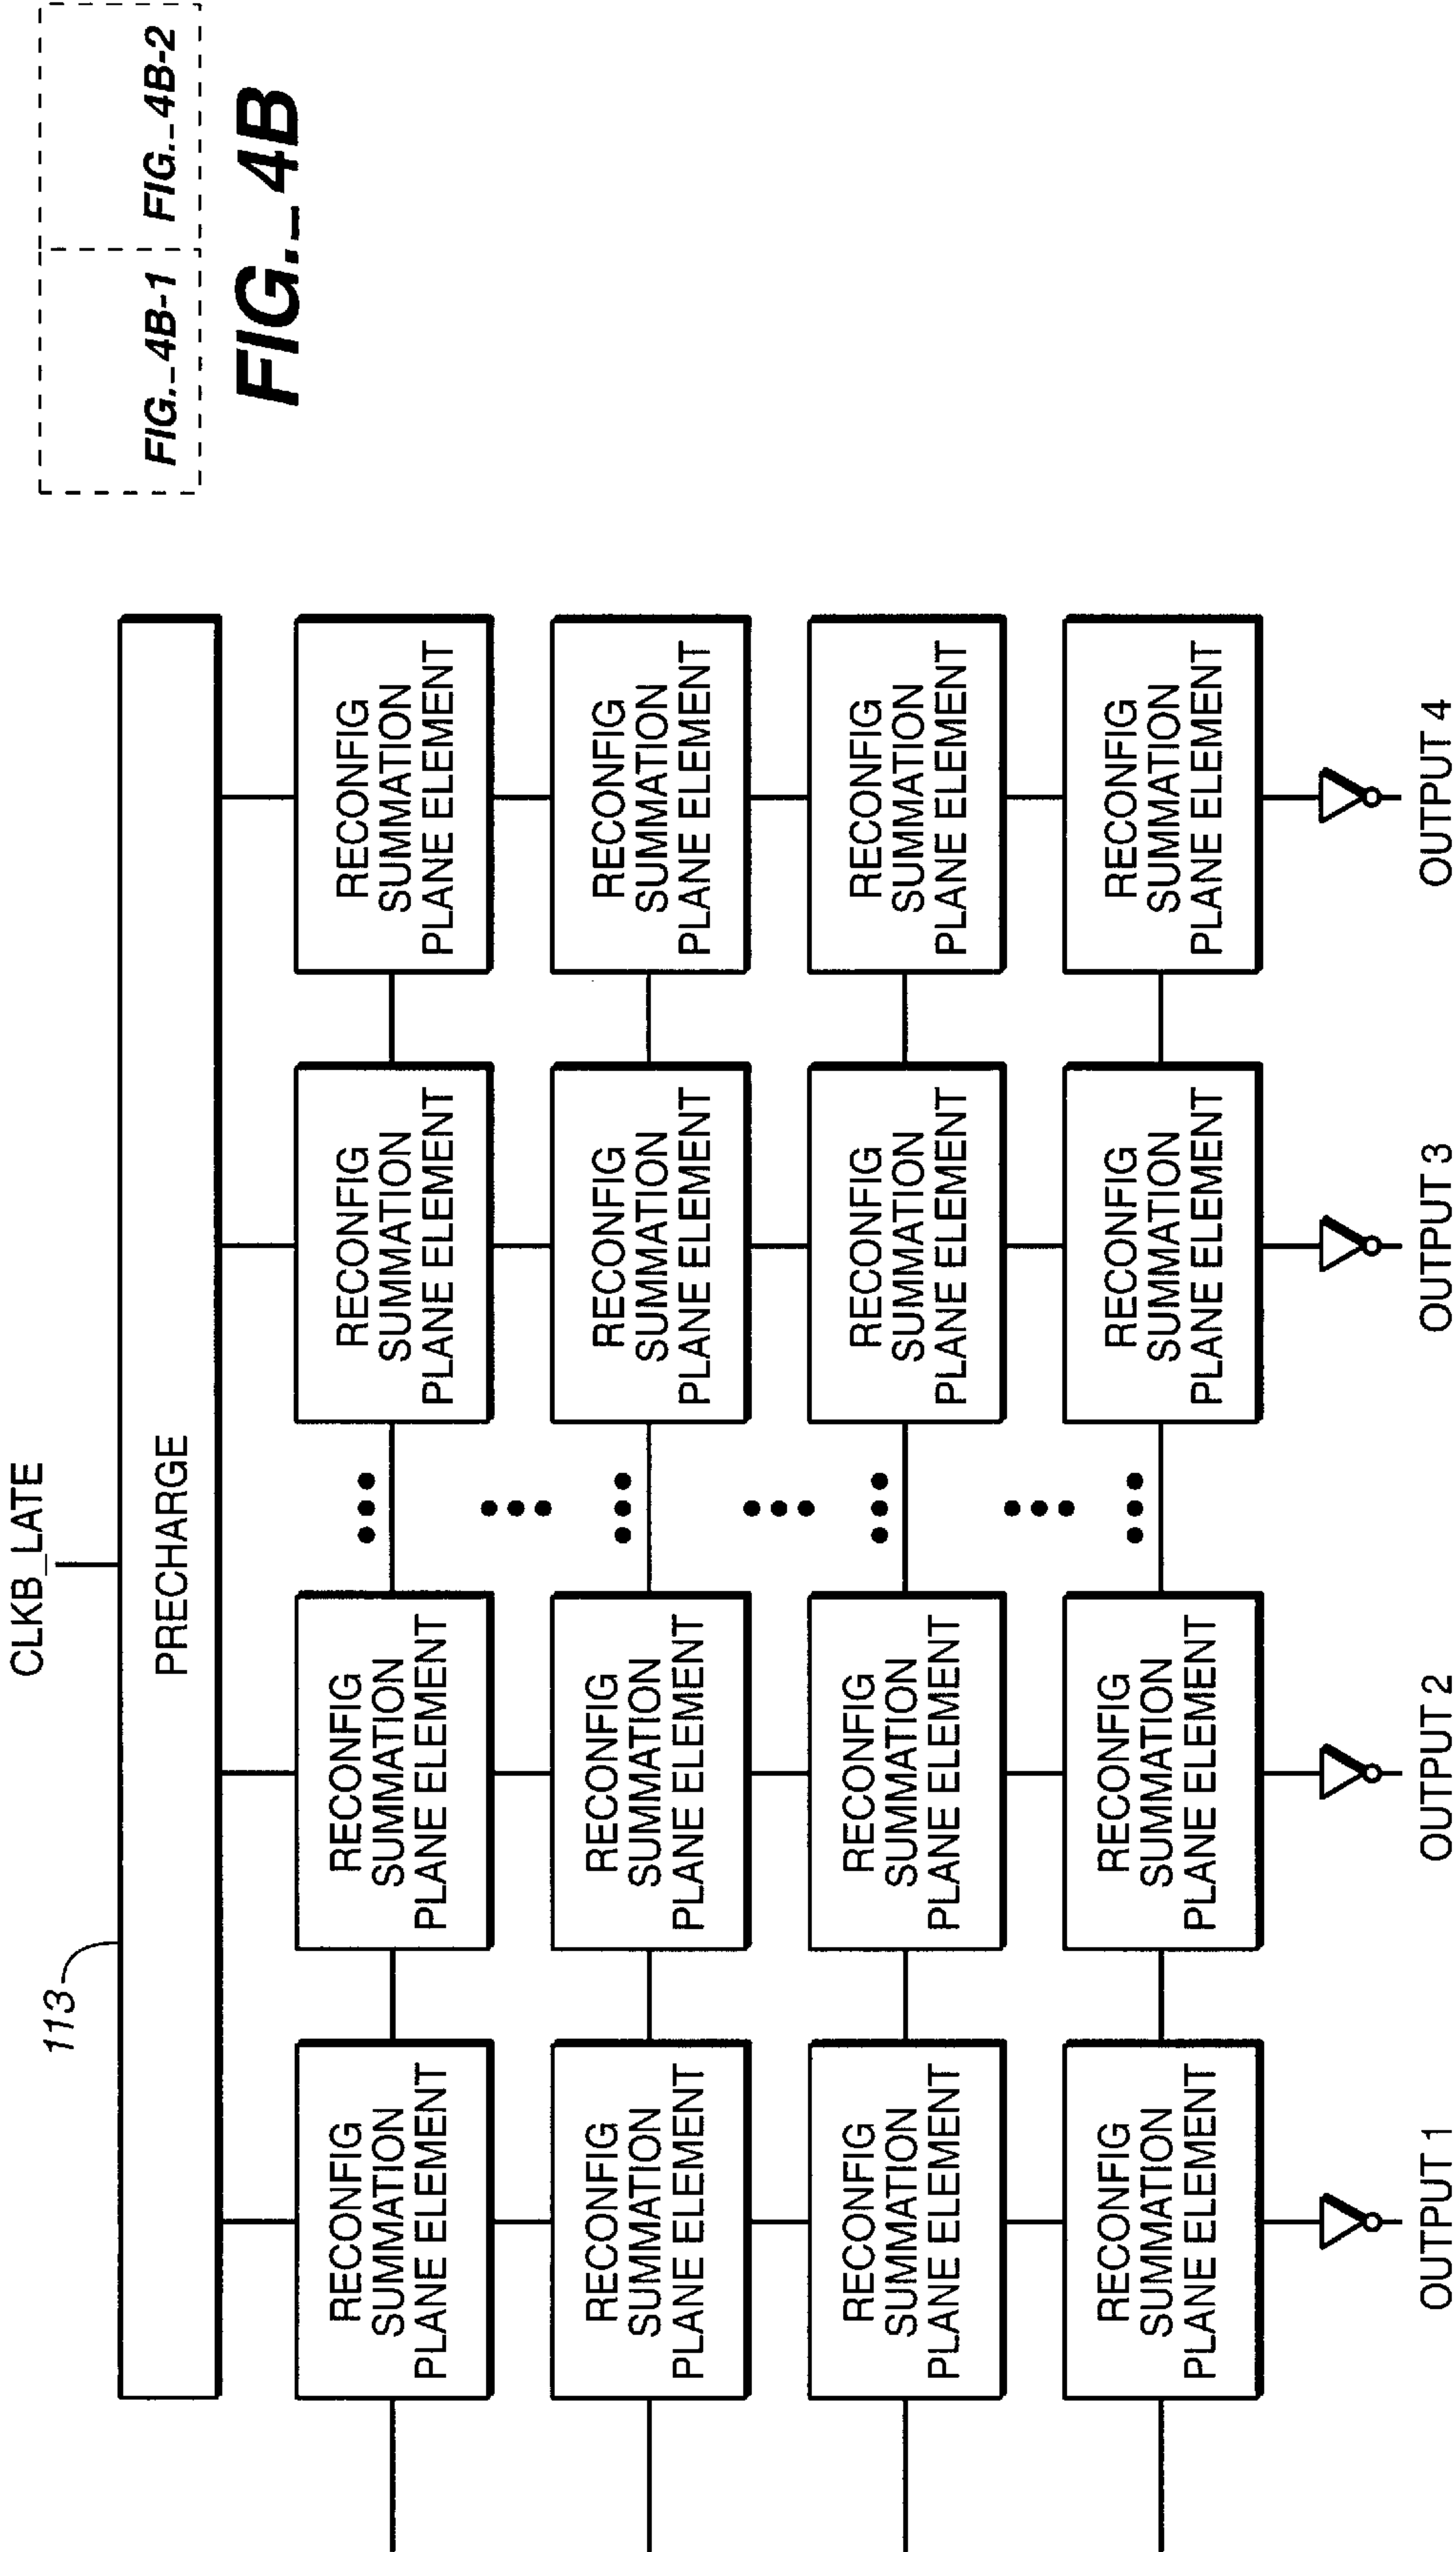 CLKB_LATE
113
PRECHARGE
RECONFIG
SUMMATION
PLANE ELEMENT
RECONFIG
SUMMATION
PLANE ELEMENT
RECONFIG
SUMMATION
PLANE ELEMENT
RECONFIG
SUMMATION
PLANE ELEMENT
RECONFIG
SUMMATION
PLANE ELEMENT
RECONFIG
SUMMATION
PLANE ELEMENT
RECONFIG
SUMMATION
PLANE ELEMENT
RECONFIG
SUMMATION
PLANE ELEMENT
RECONFIG
SUMMATION
PLANE ELEMENT
RECONFIG
SUMMATION
PLANE ELEMENT
RECONFIG
SUMMATION
PLANE ELEMENT
RECONFIG
SUMMATION
PLANE ELEMENT
RECONFIG
SUMMATION
PLANE ELEMENT
RECONFIG
SUMMATION
PLANE ELEMENT
RECONFIG
SUMMATION
PLANE ELEMENT
RECONFIG
SUMMATION
PLANE ELEMENT
OUTPUT 1
OUTPUT 2
OUTPUT 3
OUTPUT 4
FIG._4B-1
FIG._4B-2
FIG._4B